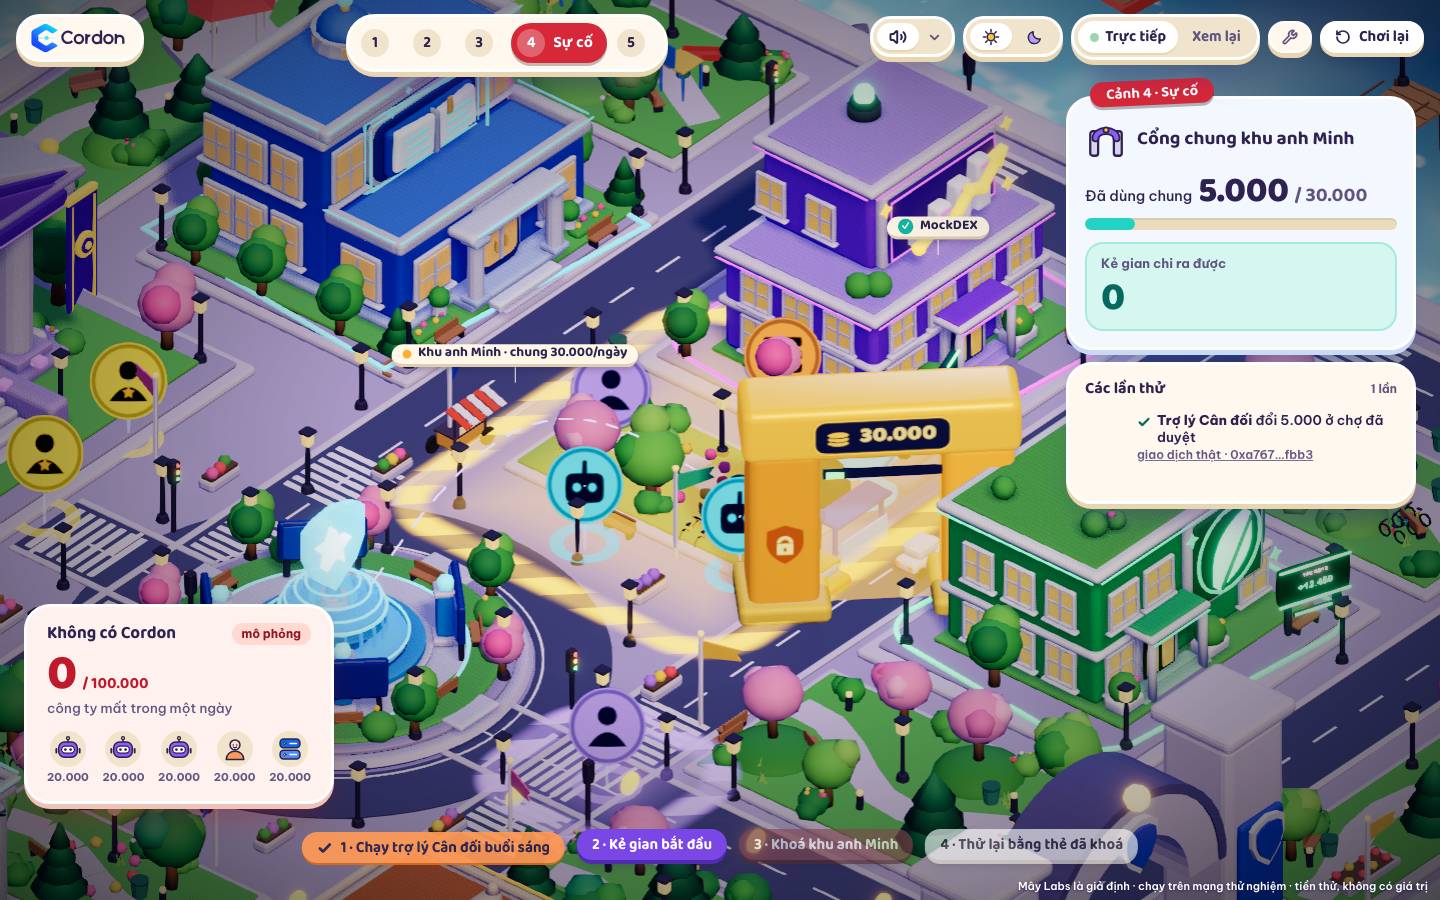 Cordon
1
2
3
4 Sự cố
5
Trực tiếp
Xem lại
Chơi lại
Cảnh 4 · Sự cố
Cổng chung khu anh Minh
Đã dùng chung 5.000 / 30.000
Kẻ gian chi ra được
0
MockDEX
Khu anh Minh · chung 30.000/ngày
30.000
Các lần thử
1 lần
Trợ lý Cân đối đổi 5.000 ở chợ đã
duyệt
giao dịch thật · 0xa767…fbb3
+12.450
Không có Cordon
mô phỏng
0 / 100.000
công ty mất trong một ngày
20.000
20.000
20.000
20.000
20.000
1 · Chạy trợ lý Cân đối buổi sáng
2 · Kẻ gian bắt đầu
3 · Khoá khu anh Minh
4 · Thử lại bằng thẻ đã khoá
Mây Labs là giả định · chạy trên mạng thử nghiệm · tiền thử, không có giá trị